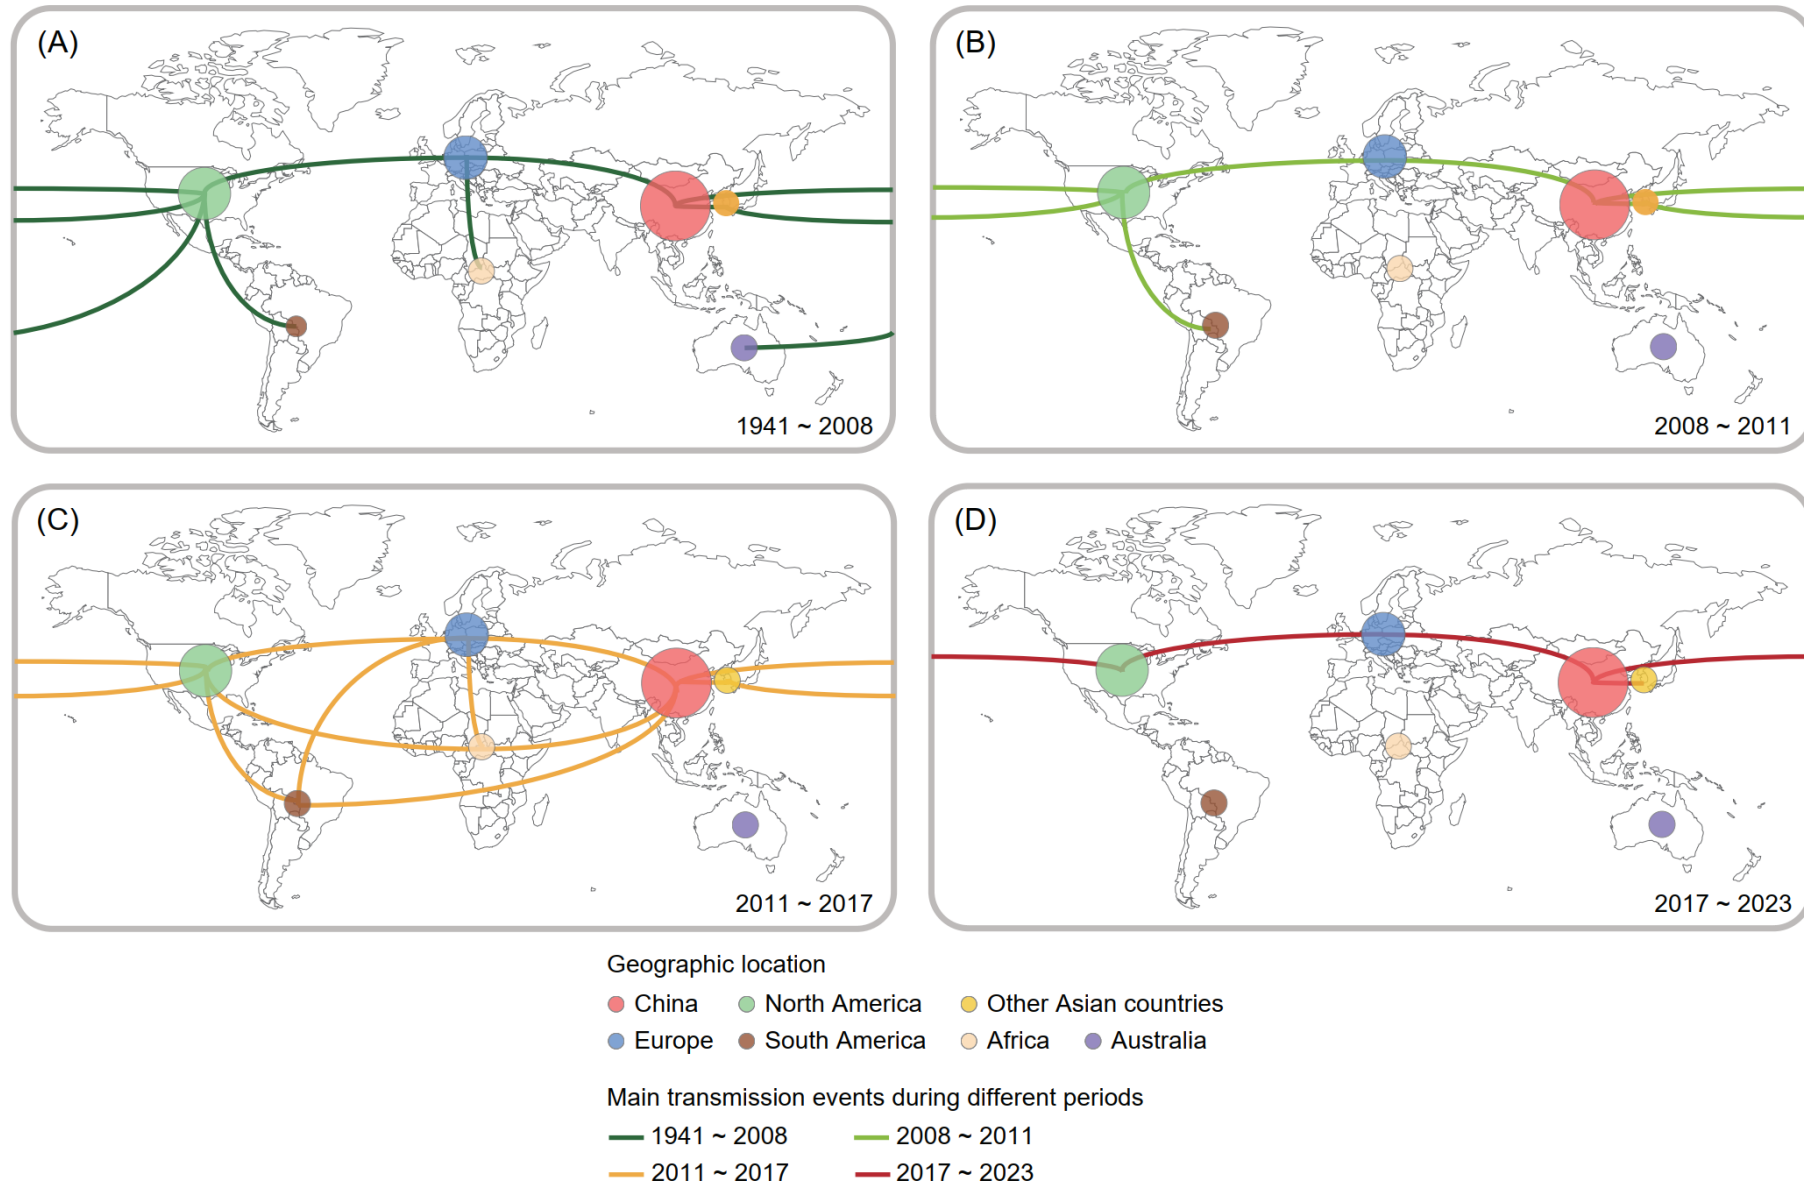 (A)
1941 ~ 2008
(B)
2008 ~ 2011
(C)
2011 ~ 2017
(D)
2017 ~ 2023
Geographic location
China North America Other Asian countries
Europe South America Africa Australia
Main transmission events during different periods
1941 ~ 2008 2008 ~ 2011
2011 ~ 2017 2017 ~ 2023